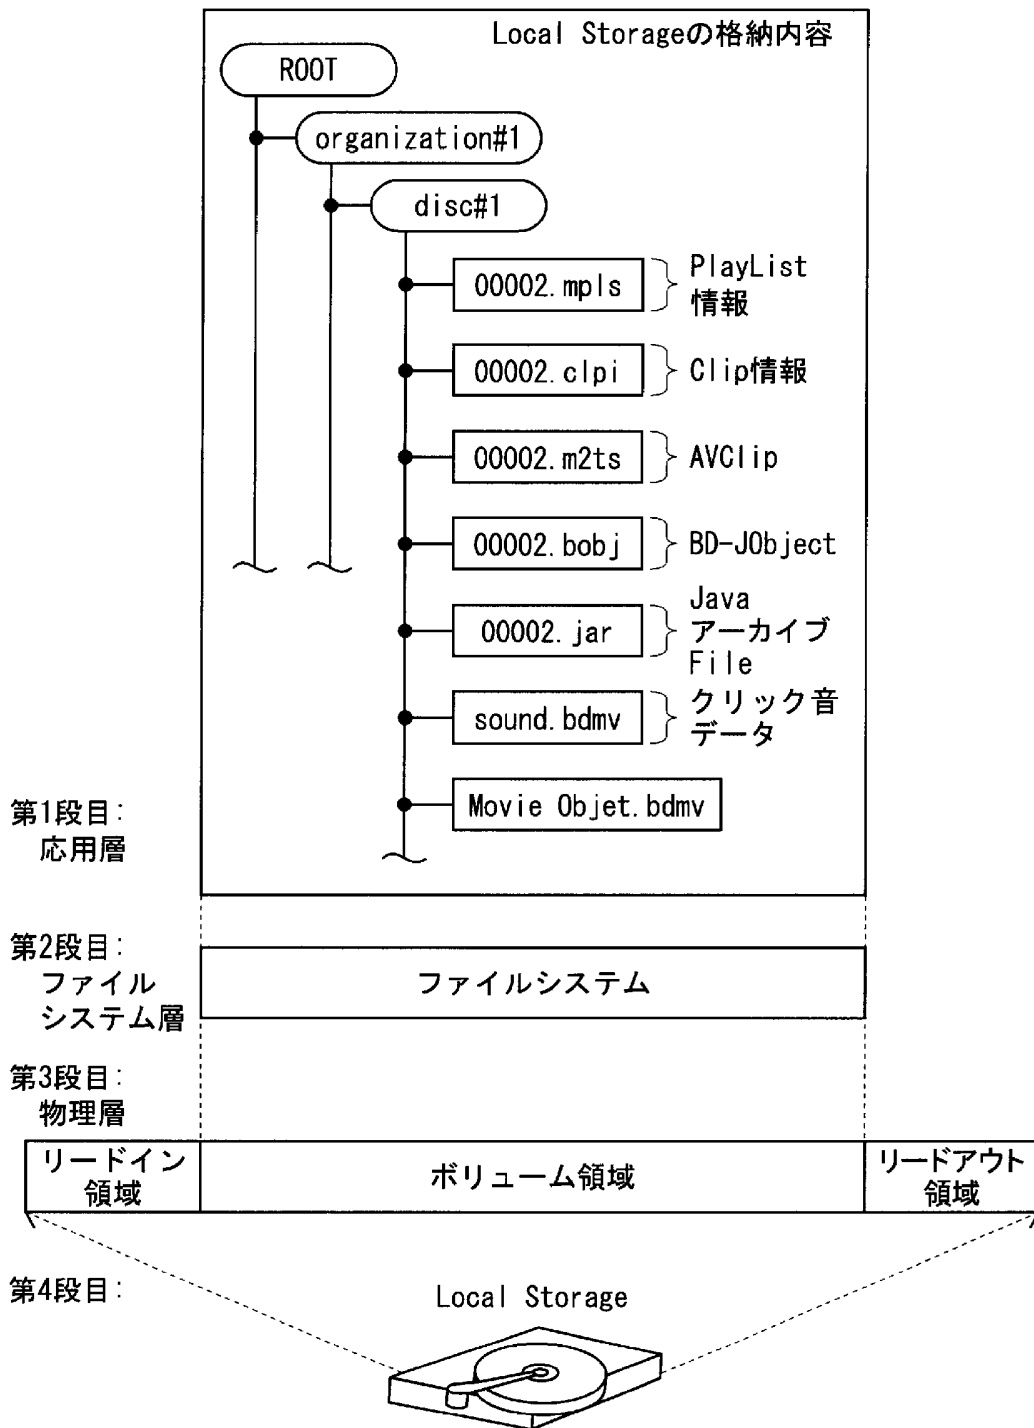 Local Storageの格納内容
ROOT
organization#1
disc#1
00002.mpls
PlayList
情報
00002.clpi
Clip情報
00002.m2ts
AVClip
00002.bobj
BD-JObject
00002.jar
Java
アーカイブ
File
sound.bdmv
クリック音
データ
Movie Objet.bdmv
第1段目:
応用層
第2段目:
ファイル
システム層
ファイルシステム
第3段目:
物理層
リードイン
領域
ボリューム領域
リードアウト
領域
第4段目:
Local Storage